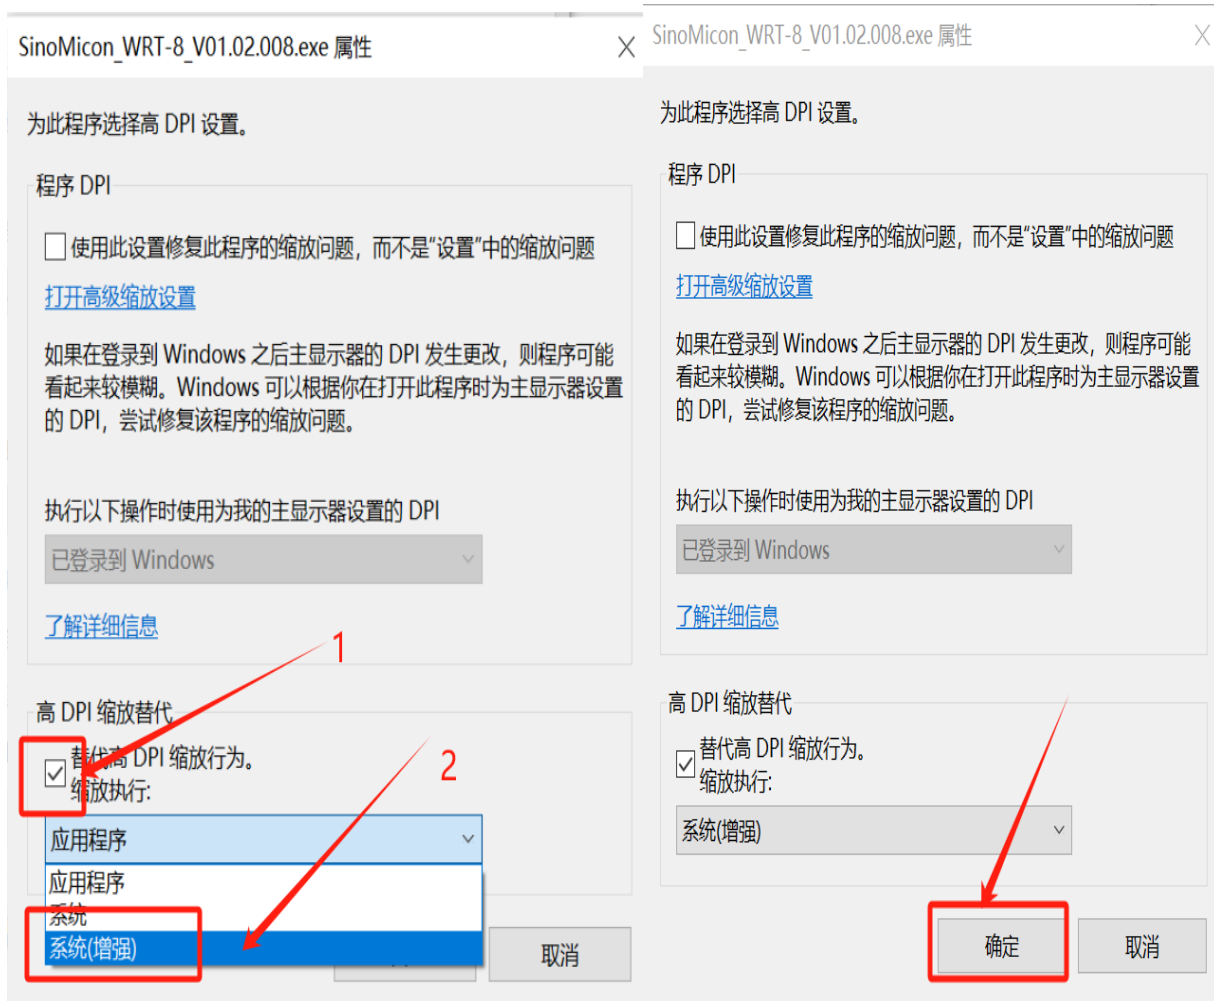 SinoMicon_WRT-8_V01.02.008.exe 属性
为此程序选择高 DPI 设置。
程序 DPI
使用此设置修复此程序的缩放问题，而不是“设置”中的缩放问题
打开高级缩放设置
如果在登录到 Windows 之后主显示器的 DPI 发生更改，则程序可能
看起来较模糊。Windows 可以根据你在打开此程序时为主显示器设置
的 DPI，尝试修复该程序的缩放问题。
执行以下操作时使用为我的主显示器设置的 DPI
已登录到 Windows
了解详细信息
1
高 DPI 缩放替代
替代高 DPI 缩放行为。
缩放执行:
2
应用程序
应用程序
系统
系统(增强)
取消
SinoMicon_WRT-8_V01.02.008.exe 属性
为此程序选择高 DPI 设置。
程序 DPI
使用此设置修复此程序的缩放问题，而不是“设置”中的缩放问题
打开高级缩放设置
如果在登录到 Windows 之后主显示器的 DPI 发生更改，则程序可能
看起来较模糊。Windows 可以根据你在打开此程序时为主显示器设置
的 DPI，尝试修复该程序的缩放问题。
执行以下操作时使用为我的主显示器设置的 DPI
已登录到 Windows
了解详细信息
高 DPI 缩放替代
替代高 DPI 缩放行为。
缩放执行:
系统(增强)
确定
取消